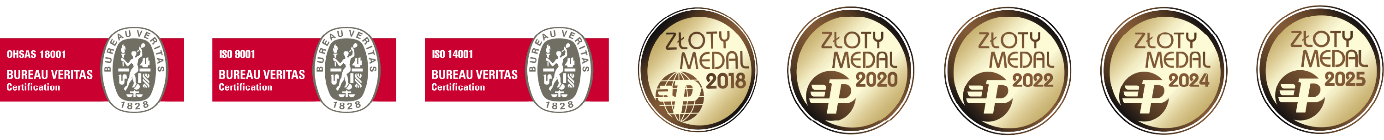 OHSAS 18001
BUREAU VERITAS
Certification
BUREAU VERITAS
1828
ISO 9001
BUREAU VERITAS
Certification
BUREAU VERITAS
1828
ISO 14001
BUREAU VERITAS
Certification
BUREAU VERITAS
1828
ZŁOTY
MEDAL
2018
ZŁOTY
MEDAL
2020
ZŁOTY
MEDAL
2022
ZŁOTY
MEDAL
2024
ZŁOTY
MEDAL
2025